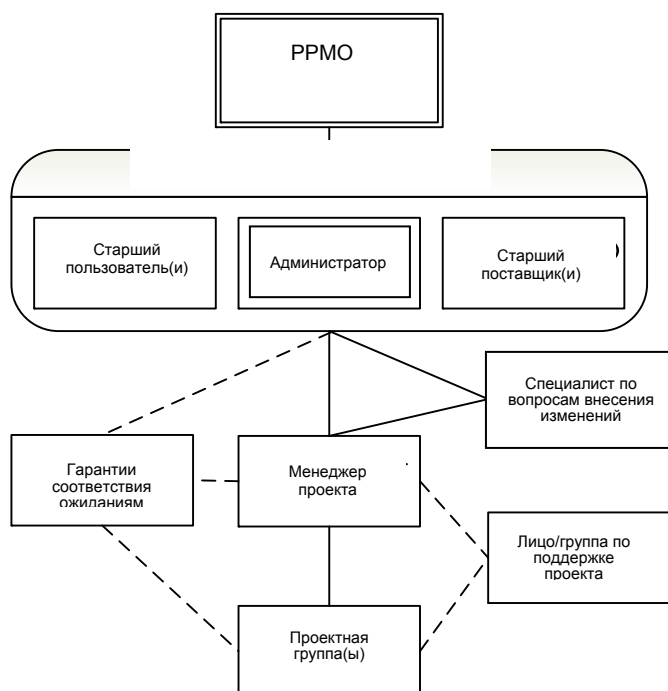 РРМО
Старший
пользователь(и)
Администратор
Старший
поставщик(и)
Специалист по
вопросам внесения
изменений
Гарантии
соответствия
ожиданиям
Менеджер
проекта
Лицо/группа по
поддержке
проекта
Проектная
группа(ы)